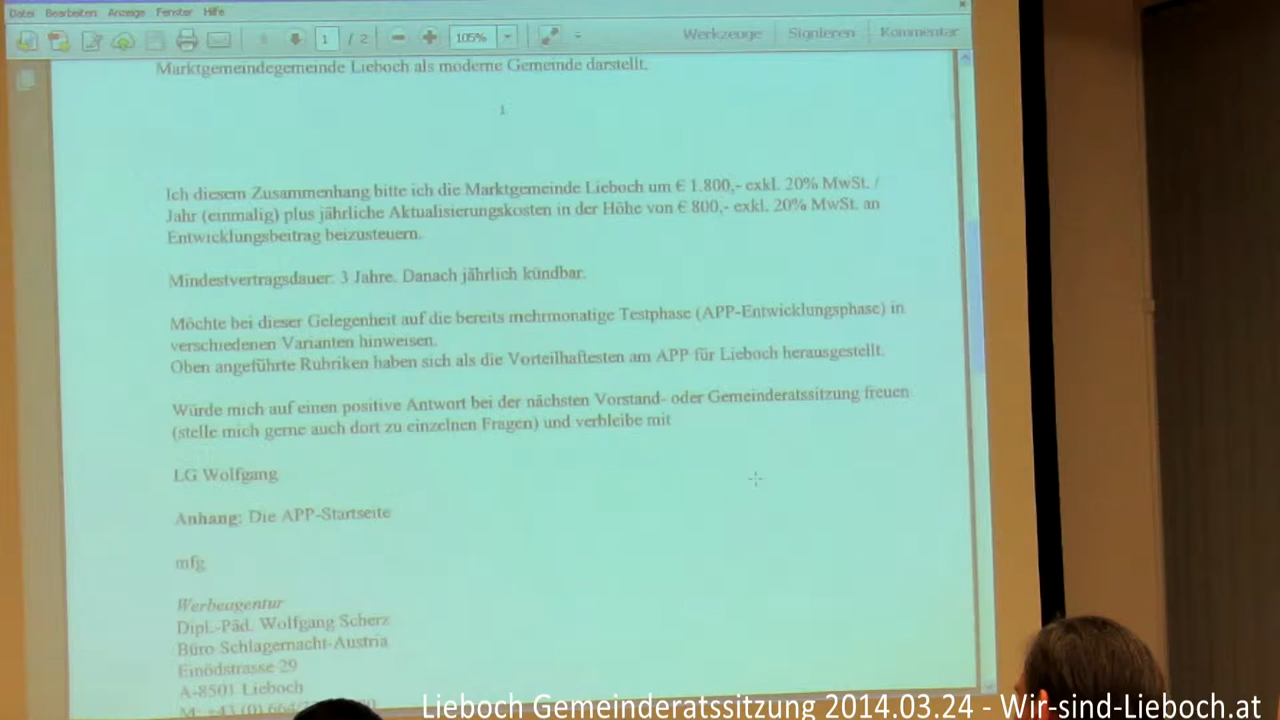 Datei Bearbeiten Anzeige Fenster Hilfe
1 / 2 105% Werkzeuge Signieren Kommentar
Marktgemeindegemeinde Lieboch als moderne Gemeinde darstellt.
1
Ich diesem Zusammenhang bitte ich die Marktgemeinde Lieboch um € 1.800,- exkl. 20% MwSt. /
Jahr (einmalig) plus jährliche Aktualisierungskosten in der Höhe von € 800,- exkl. 20% MwSt. an
Entwicklungsbeitrag beizusteuern.
Mindestvertragsdauer: 3 Jahre. Danach jährlich kündbar.
Möchte bei dieser Gelegenheit auf die bereits mehrmonatige Testphase (APP-Entwicklungsphase) in
verschiedenen Varianten hinweisen.
Oben angeführte Rubriken haben sich als die Vorteilhaftesten am APP für Lieboch herausgestellt.
Würde mich auf einen positive Antwort bei der nächsten Vorstand- oder Gemeinderatssitzung freuen
(stelle mich gerne auch dort zu einzelnen Fragen) und verbleibe mit
LG Wolfgang
Anhang: Die APP-Startseite
mfg
Werbeagentur
Dipl.-Päd. Wolfgang Scherz
Büro Schlagernacht-Austria
Einödstrasse 29
A-8501 Lieboch
M: +43 (0) 664/
Lieboch Gemeinderatssitzung 2014.03.24 - Wir-sind-Lieboch.at